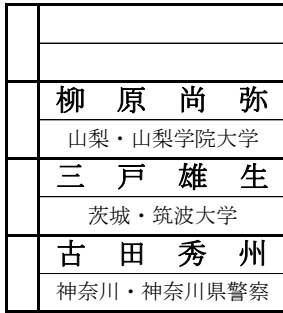 柳原尚弥
山梨・山梨学院大学
三戸雄生
茨城・筑波大学
古田秀州
神奈川・神奈川県警察